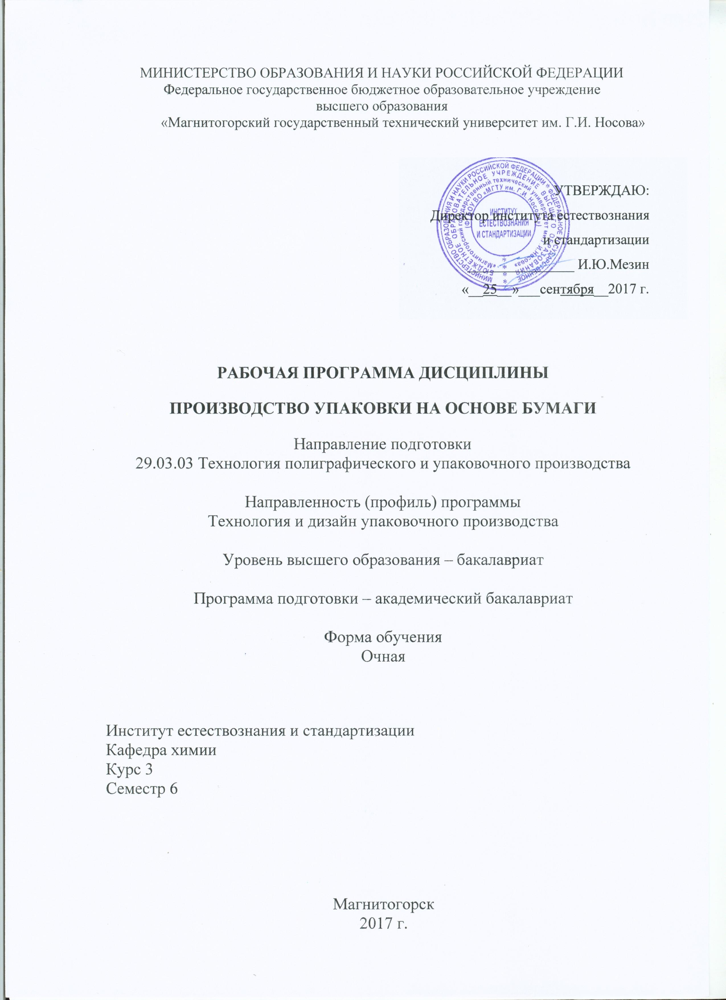 МИНИСТЕРСТВО ОБРАЗОВАНИЯ И НАУКИ РОССИЙСКОЙ ФЕДЕРАЦИИ
Федеральное государственное бюджетное образовательное учреждение
высшего образования
«Магнитогорский государственный технический университет им. Г.И. Носова»
УТВЕРЖДАЮ:
Директор института естествознания
и стандартизации
И.Ю.Мезин
«__25__»___сентября__2017 г.
МИНИСТЕРСТВО ОБРАЗОВАНИЯ И НАУКИ РОССИЙСКОЙ ФЕДЕРАЦИИ * ФЕДЕРАЛЬНОЕ ГОСУДАРСТВЕННОЕ
БЮДЖЕТНОЕ ОБРАЗОВАТЕЛЬНОЕ УЧРЕЖДЕНИЕ ВЫСШЕГО ОБРАЗОВАНИЯ
«Магнитогорский государственный технический университет им. Г.И.Носова»
(ФГБОУ ВО «МГТУ им. Г.И. Носова»)
ИНСТИТУТ
ЕСТЕСТВОЗНАНИЯ
И СТАНДАРТИЗАЦИИ
РАБОЧАЯ ПРОГРАММА ДИСЦИПЛИНЫ
ПРОИЗВОДСТВО УПАКОВКИ НА ОСНОВЕ БУМАГИ
Направление подготовки
29.03.03 Технология полиграфического и упаковочного производства
Направленность (профиль) программы
Технология и дизайн упаковочного производства
Уровень высшего образования – бакалавриат
Программа подготовки – академический бакалавриат
Форма обучения
Очная
Институт естествознания и стандартизации
Кафедра химии
Курс 3
Семестр 6
Магнитогорск
2017 г.